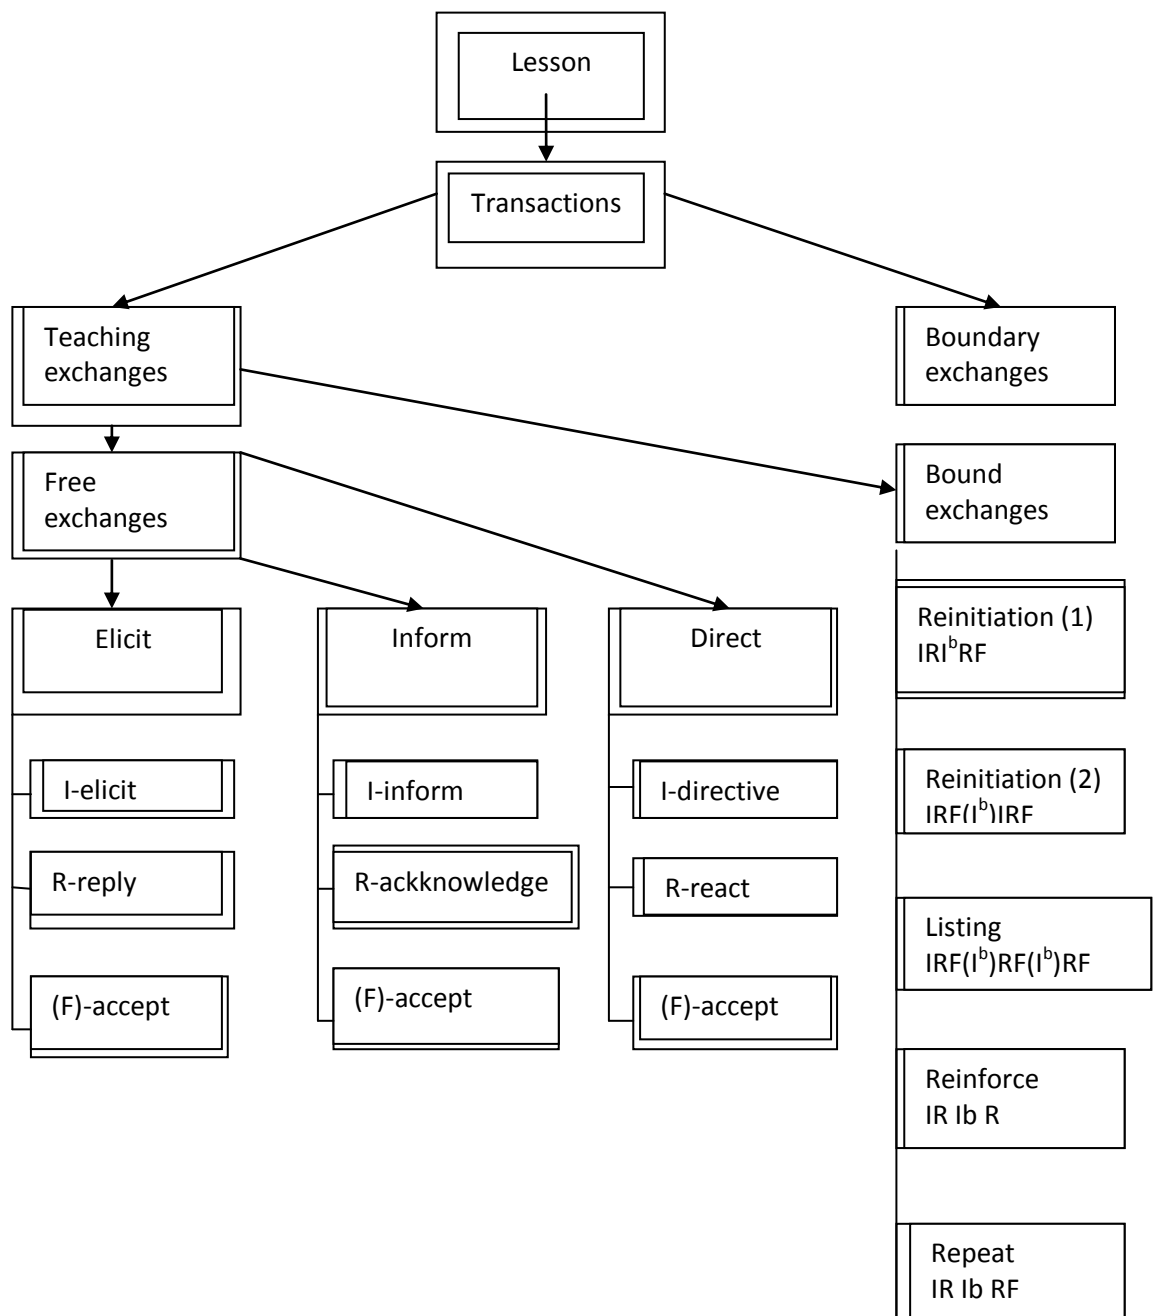 Lesson
Transactions
Teaching
exchanges
Boundary
exchanges
Free
exchanges
Bound
exchanges
Elicit
Inform
Direct
I-elicit
R-reply
(F)-accept
I-inform
R-ackknowledge
(F)-accept
I-directive
R-react
(F)-accept
Reinitiation (1)
IRIᵇRF
Reinitiation (2)
IRF(Iᵇ)IRF
Listing
IRF(Iᵇ)RF(Iᵇ)RF
Reinforce
IR Ib R
Repeat
IR Ib RF